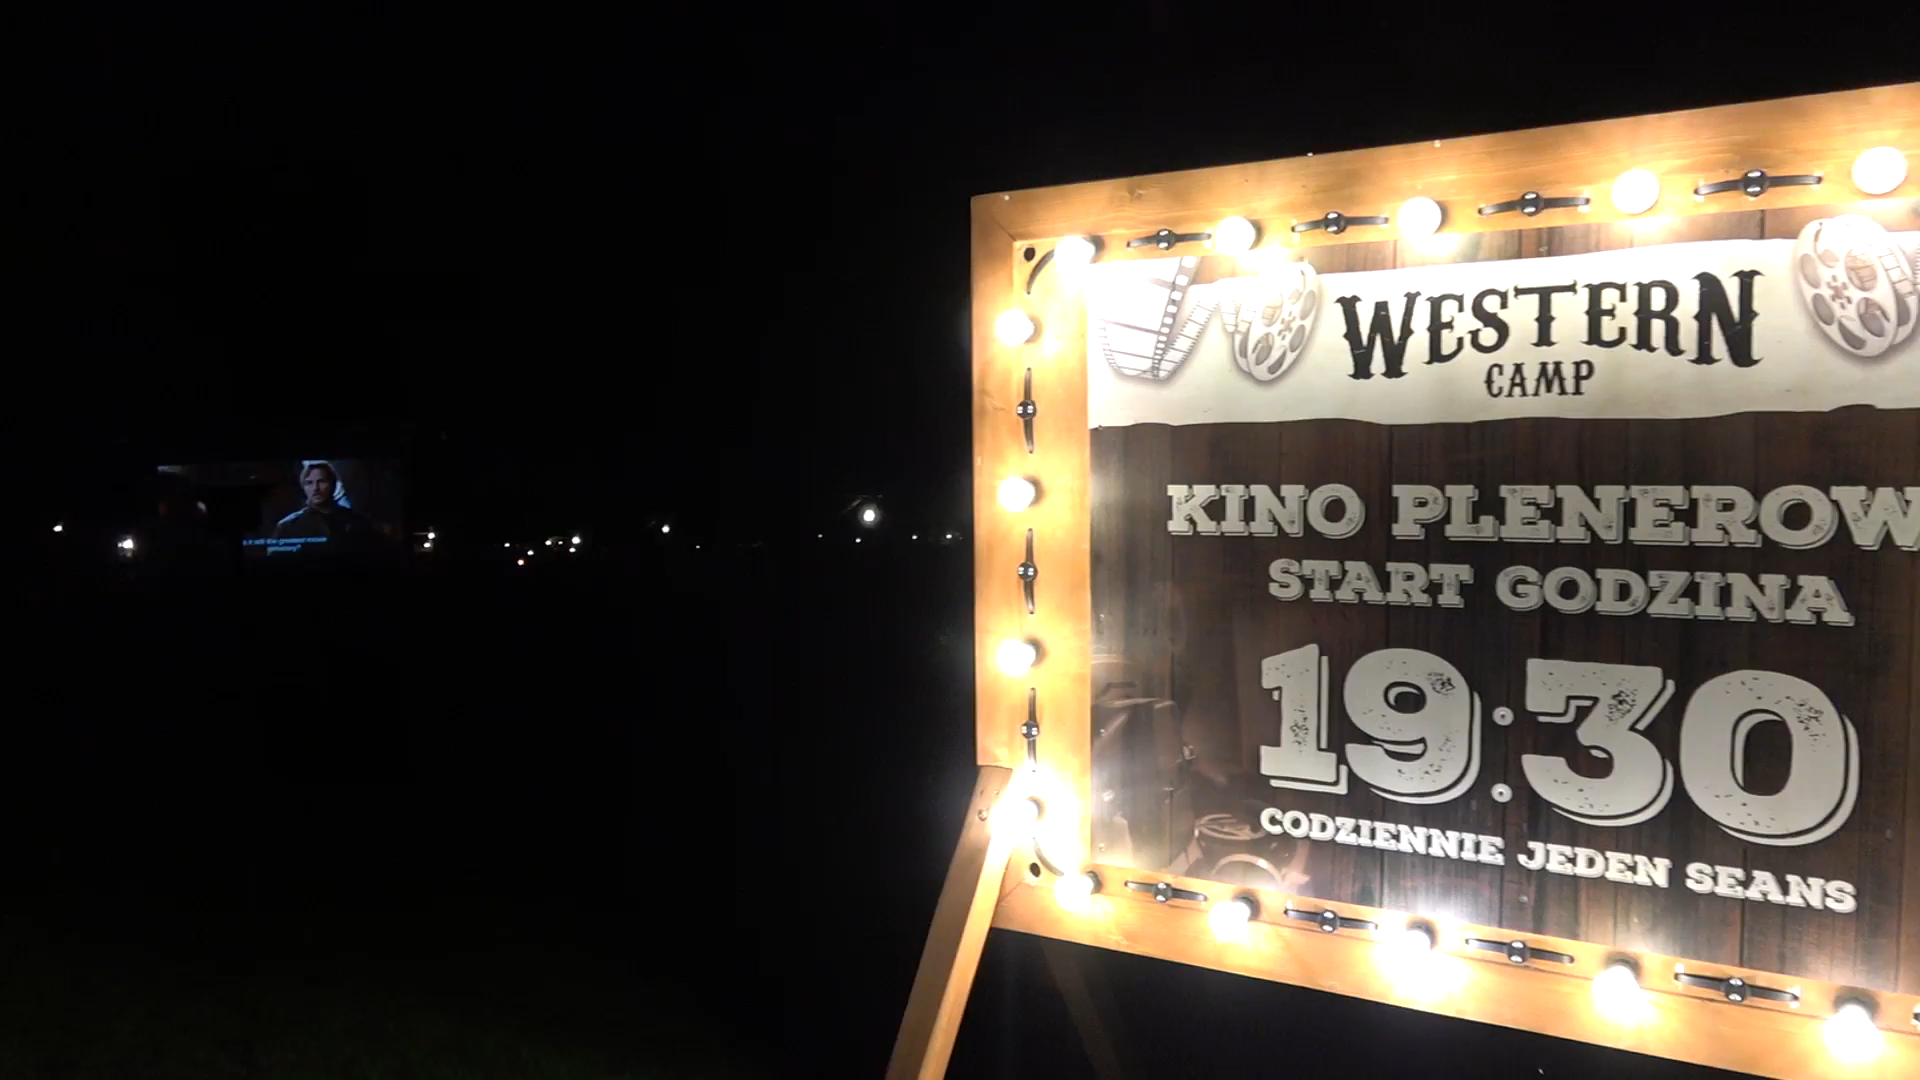 WESTERN
CAMP
KINO PLENEROW
START GODZINA
19:30
CODZIENNIE JEDEN SEANS